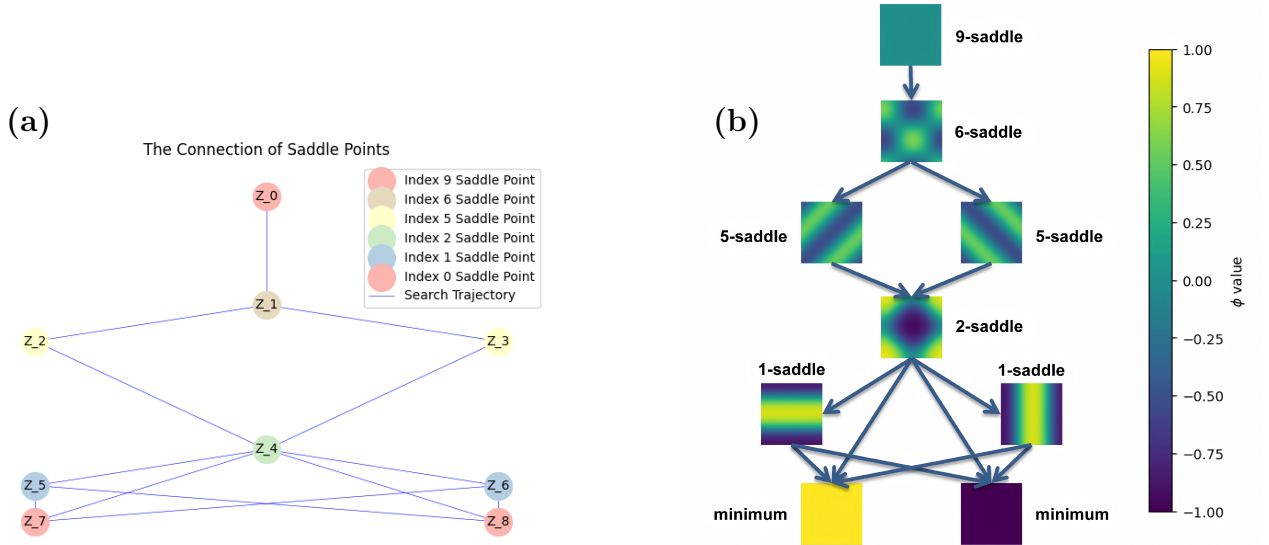 (a)
The Connection of Saddle Points
Z_0
Z_1
Z_2
Z_3
Z_4
Z_5
Z_6
Z_7
Z_8
Index 9 Saddle Point
Index 6 Saddle Point
Index 5 Saddle Point
Index 2 Saddle Point
Index 1 Saddle Point
Index 0 Saddle Point
Search Trajectory
(b)
9-saddle
6-saddle
5-saddle
5-saddle
2-saddle
1-saddle
1-saddle
minimum
minimum
1.00
0.75
0.50
0.25
0.00
−0.25
−0.50
−0.75
−1.00
ϕ value